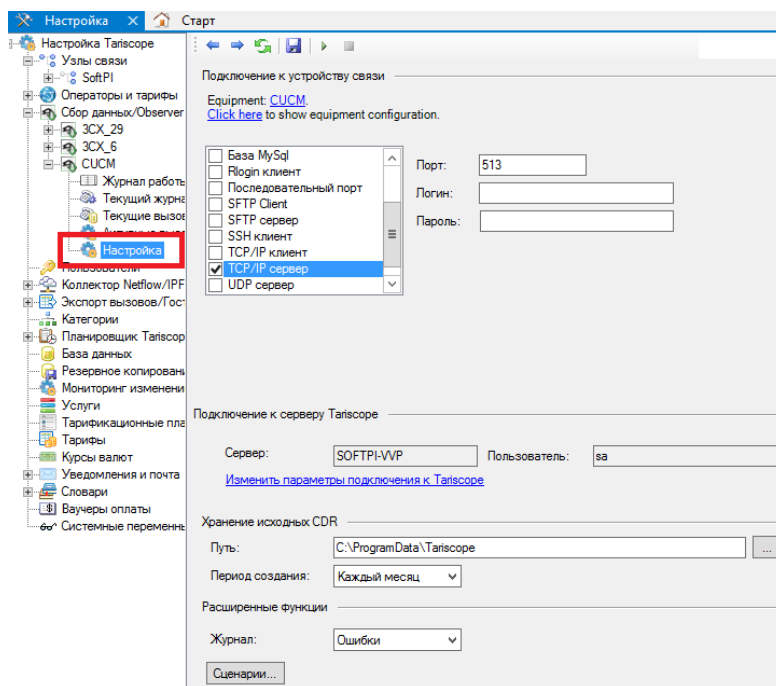 Настройка
Старт
Настройка Tariscope
Узлы связи
SoftPI
Операторы и тарифы
Сбор данных/Observer
3CX_29
3CX_6
CUCM
Журнал работь
Текущий журна
Текущие вызов
Настройка
Пользователи
Коллектор Netflow/IPF
Экспорт вызовов/Гост
Категории
Планировщик Tariscop
База данных
Резервное копировани
Мониторинг изменени
Услуги
Тарификационные пла
Тарифы
Курсы валют
Уведомления и почта
Словари
Ваучеры оплаты
Системные переменнь
Подключение к устройству связи
Equipment: CUCM.
Click here to show equipment configuration.
База MySql
Rlogin клиент
Последовательный порт
SFTP Client
SFTP сервер
SSH клиент
TCP/IP клиент
TCP/IP сервер
UDP сервер
Порт: 513
Логин:
Пароль:
Подключение к серверу Tariscope
Сервер: SOFTPI-VVP Пользователь: sa
Изменить параметры подключения к Tariscope
Хранение исходных CDR
Путь: C:\ProgramData\Tariscope ...
Период создания: Каждый месяц
Расширенные функции
Журнал: Ошибки
Сценарии...